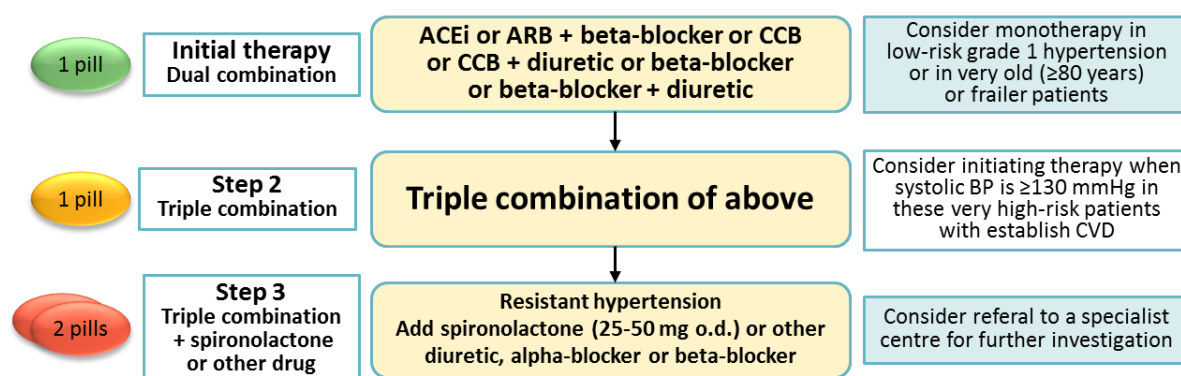 1 pill
Initial therapy
Dual combination
ACEi or ARB + beta-blocker or CCB
or CCB + diuretic or beta-blocker
or beta-blocker + diuretic
Consider monotherapy in
low-risk grade 1 hypertension
or in very old (≥80 years)
or frailer patients
1 pill
Step 2
Triple combination
Triple combination of above
Consider initiating therapy when
systolic BP is ≥130 mmHg in
these very high-risk patients
with establish CVD
2 pills
Step 3
Triple combination
+ spironolactone
or other drug
Resistant hypertension
Add spironolactone (25-50 mg o.d.) or other
diuretic, alpha-blocker or beta-blocker
Consider referal to a specialist
centre for further investigation